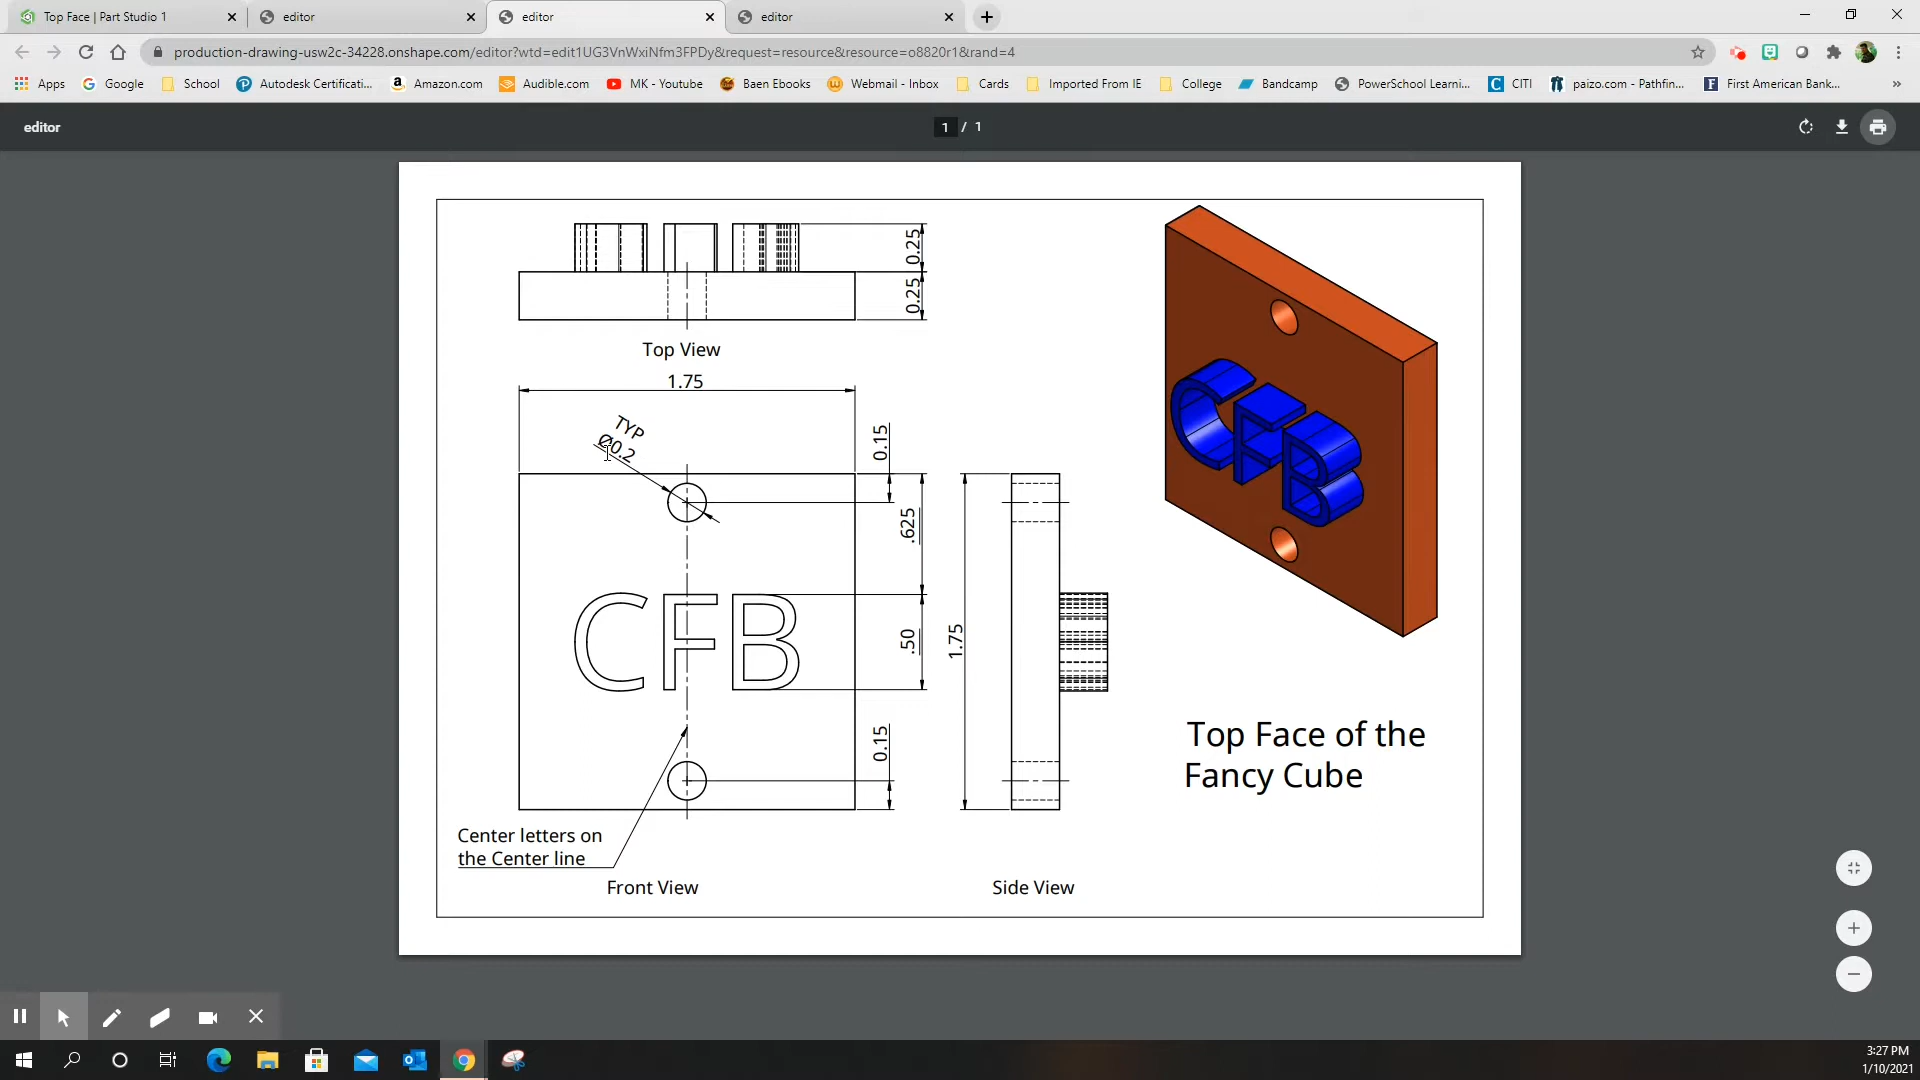 Top Face | Part Studio 1
editor
editor
editor
production-drawing-usw2c-34228.onshape.com/editor?wtd=edit1UG3VnWxiNfm3FPDy&request=resource&resource=o8820r1&rand=4
Apps
Google
School
Autodesk Certificati...
Amazon.com
Audible.com
MK - Youtube
Baen Ebooks
Webmail - Inbox
Cards
Imported From IE
College
Bandcamp
PowerSchool Learni...
CITI
paizo.com - Pathfin...
First American Bank...
»
editor
1 / 1
0.25
0.25
Top View
1.75
TYP
Ø0.2
0.15
.625
CFB
.50
1.75
0.15
CFB
Top Face of the
Fancy Cube
Center letters on
the Center line
Front View
Side View
3:27 PM
1/10/2021